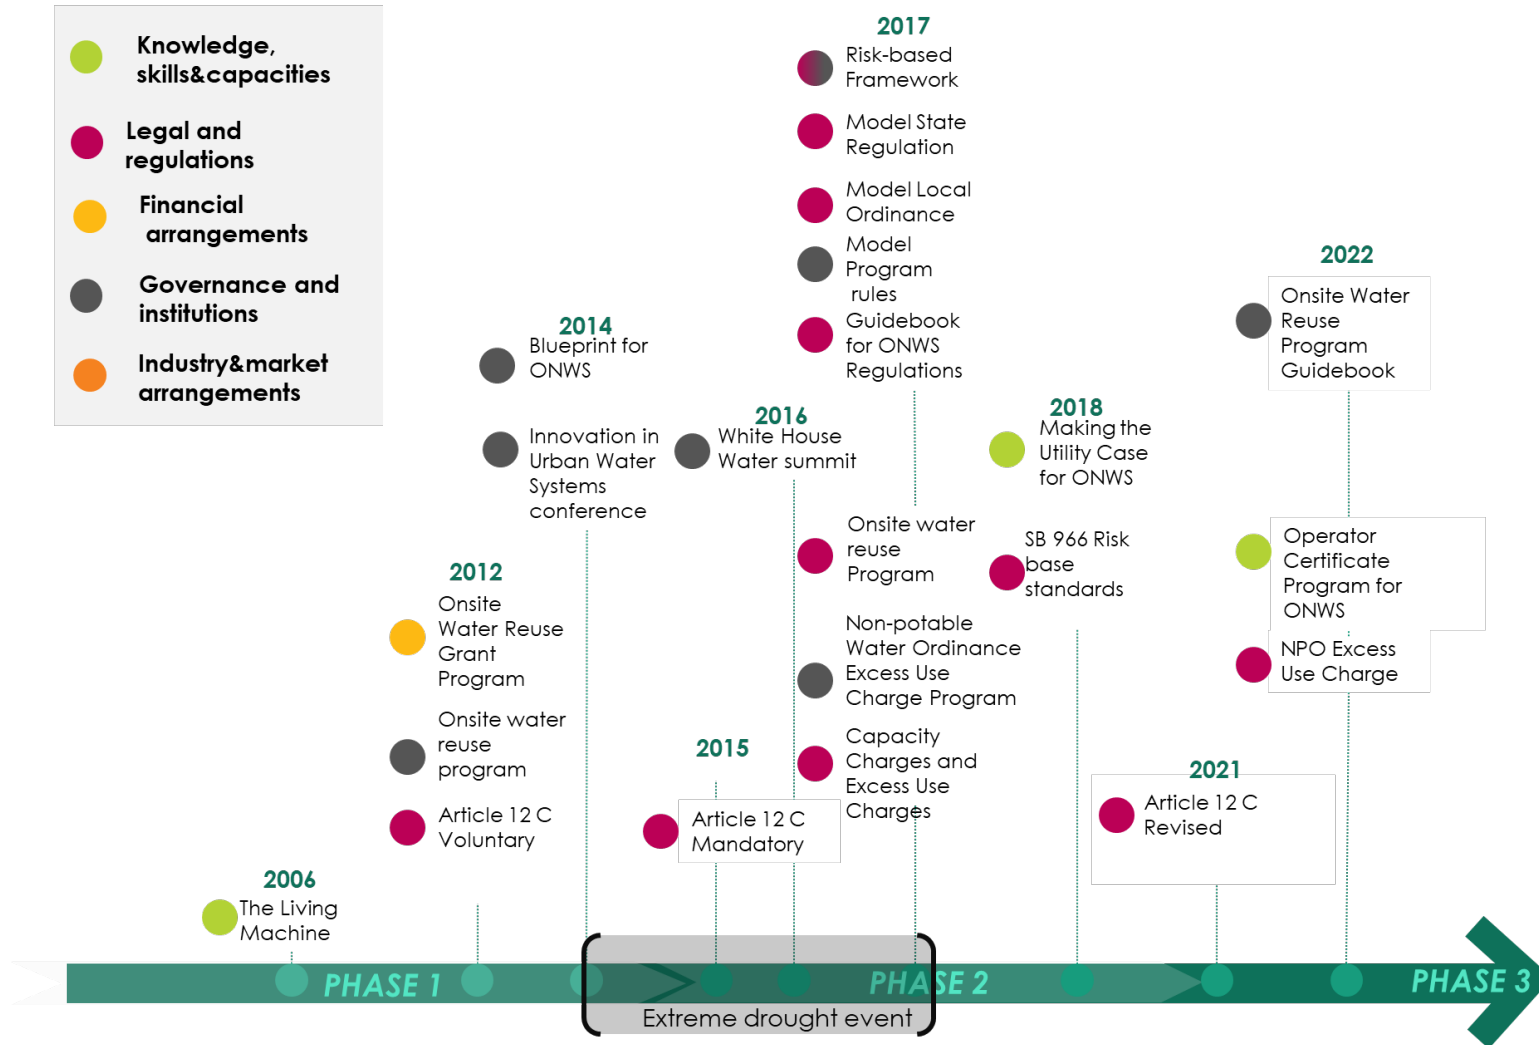 Knowledge,
skills&capacities
Legal and
regulations
Financial
arrangements
Governance and
institutions
Industry&market
arrangements
2006
The Living
Machine
2012
Onsite
Water Reuse
Grant
Program
Onsite water
reuse
program
Article 12 C
Voluntary
2014
Blueprint for
ONWS
Innovation in
Urban Water
Systems
conference
2015
Article 12 C
Mandatory
2016
White House
Water summit
2017
Risk-based
Framework
Model State
Regulation
Model Local
Ordinance
Model
Program
rules
Guidebook
for ONWS
Regulations
Onsite water
reuse
Program
Non-potable
Water Ordinance
Excess Use
Charge Program
Capacity
Charges and
Excess Use
Charges
2018
Making the
Utility Case
for ONWS
SB 966 Risk
base
standards
2021
Article 12 C
Revised
2022
Onsite Water
Reuse
Program
Guidebook
Operator
Certificate
Program for
ONWS
NPO Excess
Use Charge
PHASE 1
PHASE 2
PHASE 3
Extreme drought event